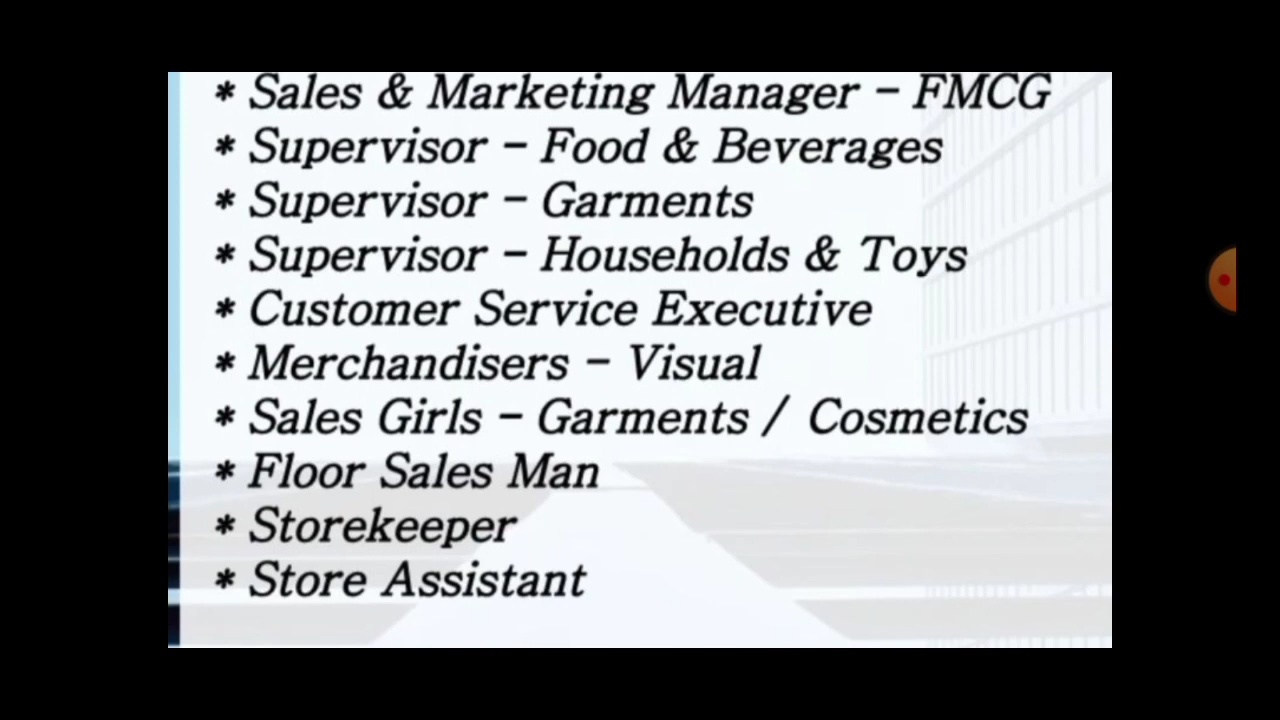 * Sales & Marketing Manager - FMCG
* Supervisor - Food & Beverages
* Supervisor - Garments
* Supervisor - Households & Toys
* Customer Service Executive
* Merchandisers - Visual
* Sales Girls - Garments / Cosmetics
* Floor Sales Man
* Storekeeper
* Store Assistant